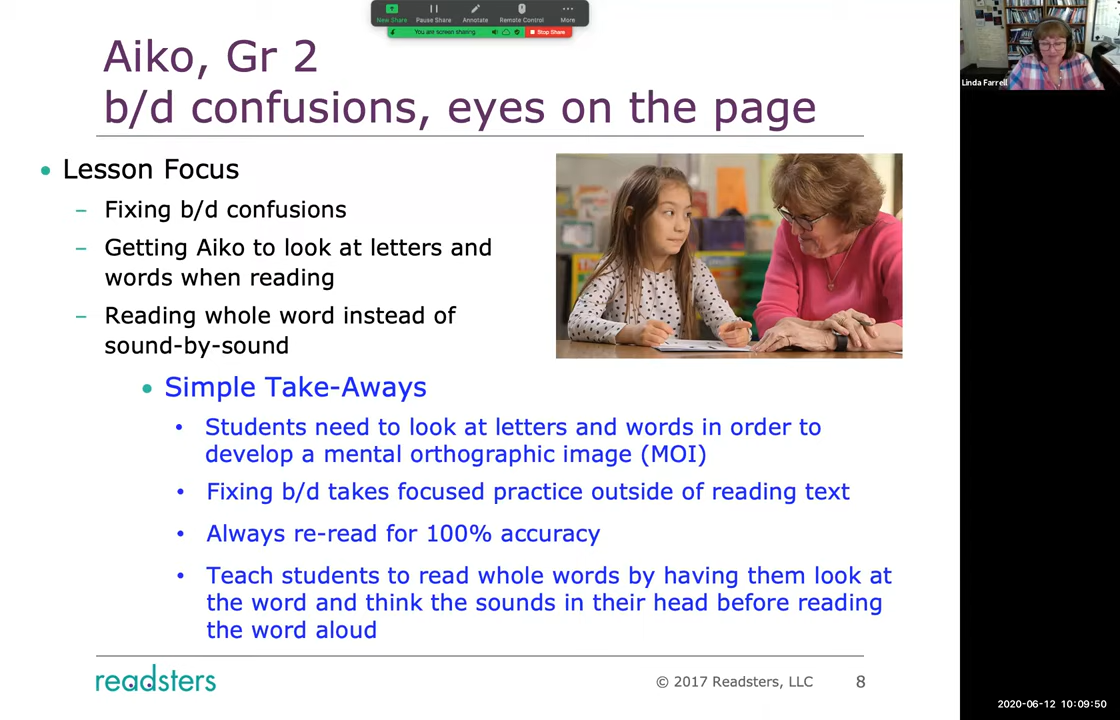 New Share Pause Share Annotate Remote Control More
You are screen sharing Stop Share
Linda Farrell
Aiko, Gr 2
b/d confusions, eyes on the page
• Lesson Focus
– Fixing b/d confusions
– Getting Aiko to look at letters and
words when reading
– Reading whole word instead of
sound-by-sound
• Simple Take-Aways
• Students need to look at letters and words in order to
develop a mental orthographic image (MOI)
• Fixing b/d takes focused practice outside of reading text
• Always re-read for 100% accuracy
• Teach students to read whole words by having them look at
the word and think the sounds in their head before reading
the word aloud
readsters
© 2017 Readsters, LLC 8
2020-06-12 10:09:50